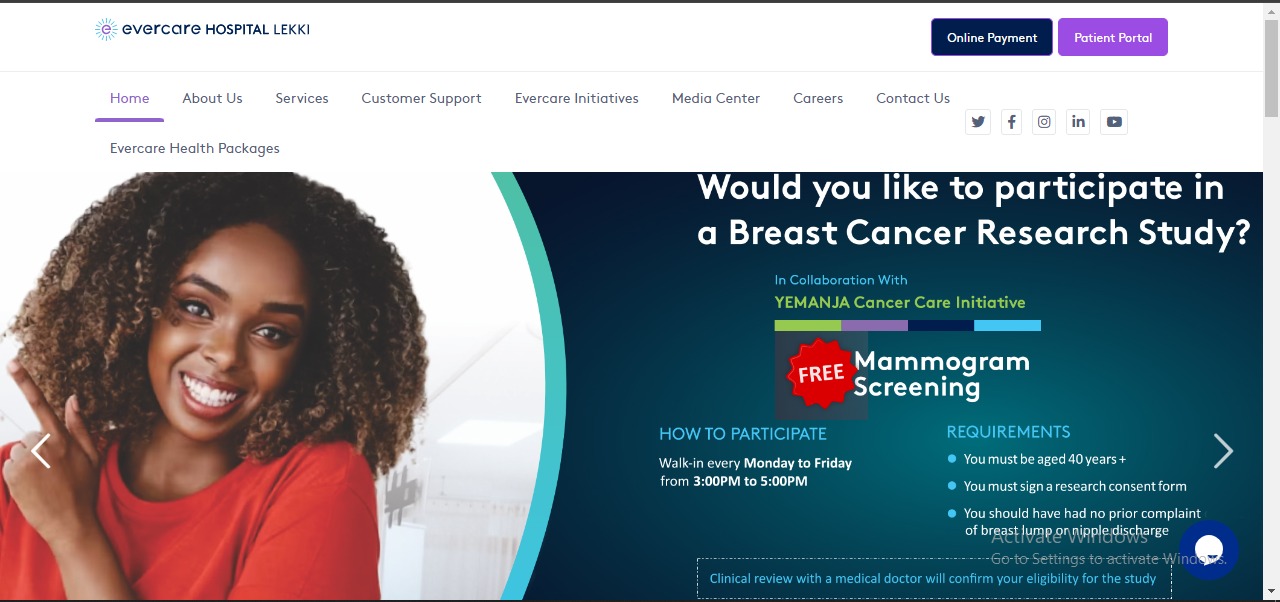 e evercare HOSPITAL LEKKI
Online Payment
Patient Portal
Home
About Us
Services
Customer Support
Evercare Initiatives
Media Center
Careers
Contact Us
Evercare Health Packages
Would you like to participate in
a Breast Cancer Research Study?
In Collaboration With
YEMANJA Cancer Care Initiative
FREE
Mammogram
Screening
HOW TO PARTICIPATE
Walk-in every Monday to Friday
from 3:00PM to 5:00PM
REQUIREMENTS
You must be aged 40 years +
You must sign a research consent form
You should have had no prior complaint
of breast lump or nipple discharge
Activate Windows
Go to Settings to activate Windows.
Clinical review with a medical doctor will confirm your eligibility for the study